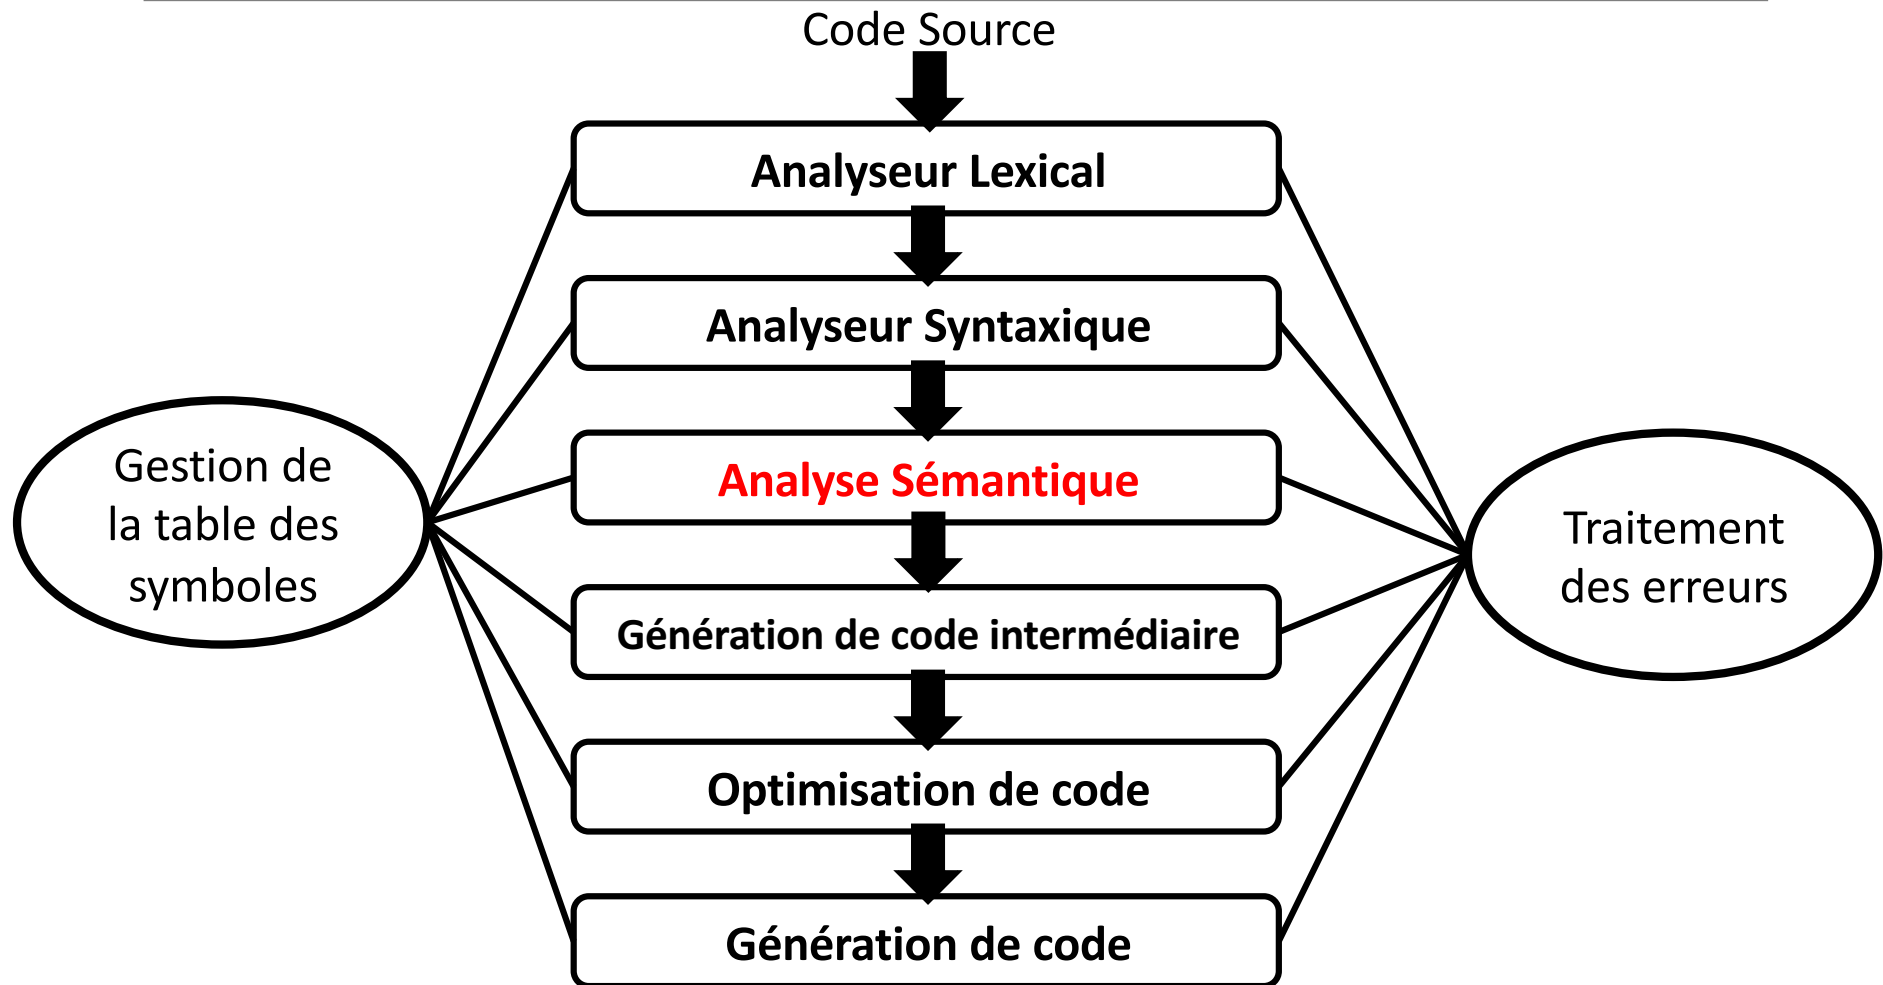 Code Source
Analyseur Lexical
Analyseur Syntaxique
Analyse Sémantique
Génération de code intermédiaire
Optimisation de code
Génération de code
Gestion de
la table des
symboles
Traitement
des erreurs